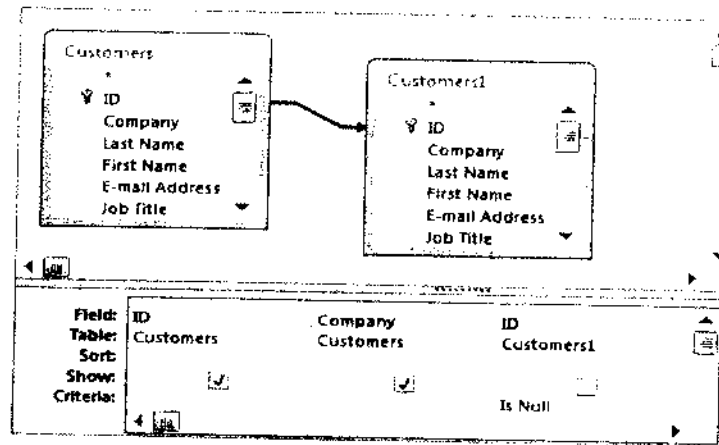 Customers
*
ID
Company
Last Name
First Name
E-mail Address
Job Title
Customers1
*
ID
Company
Last Name
First Name
E-mail Address
Job Title
Field: ID Company ID
Table: Customers Customers Customers1
Sort:
Show:
Criteria: Is Null